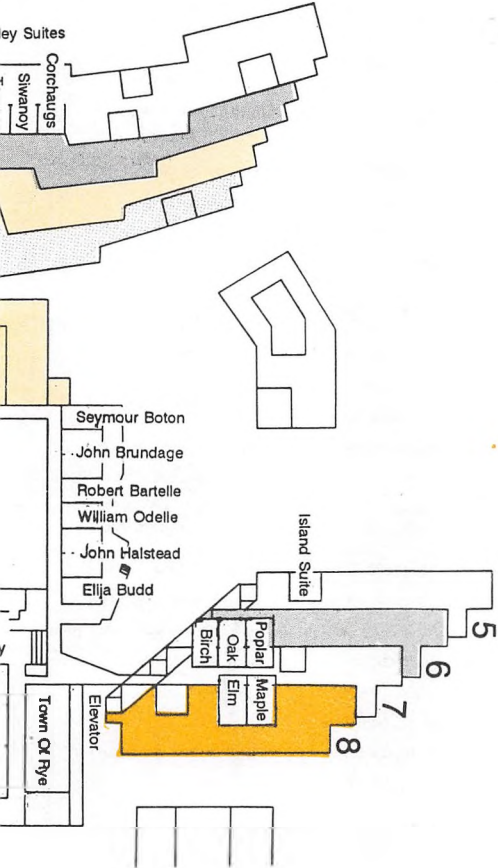 ley Suites
Corchaugs
Siwanoy
Seymour Boton
John Brundage
Robert Bartelle
William Odelle
John Halstead
Elija Budd
Island Suite
5
6
7
8
Poplar
Oak
Birch
Maple
Elm
Elevator
Town Of Rye
y